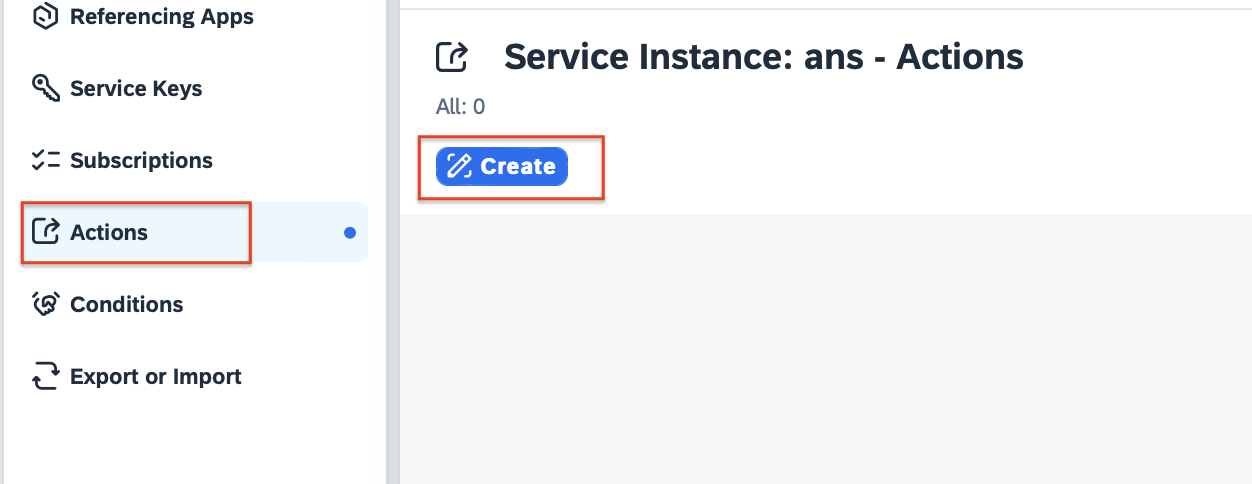 Referencing Apps
Service Keys
Subscriptions
Actions
Conditions
Export or Import
Service Instance: ans - Actions
All: 0
Create